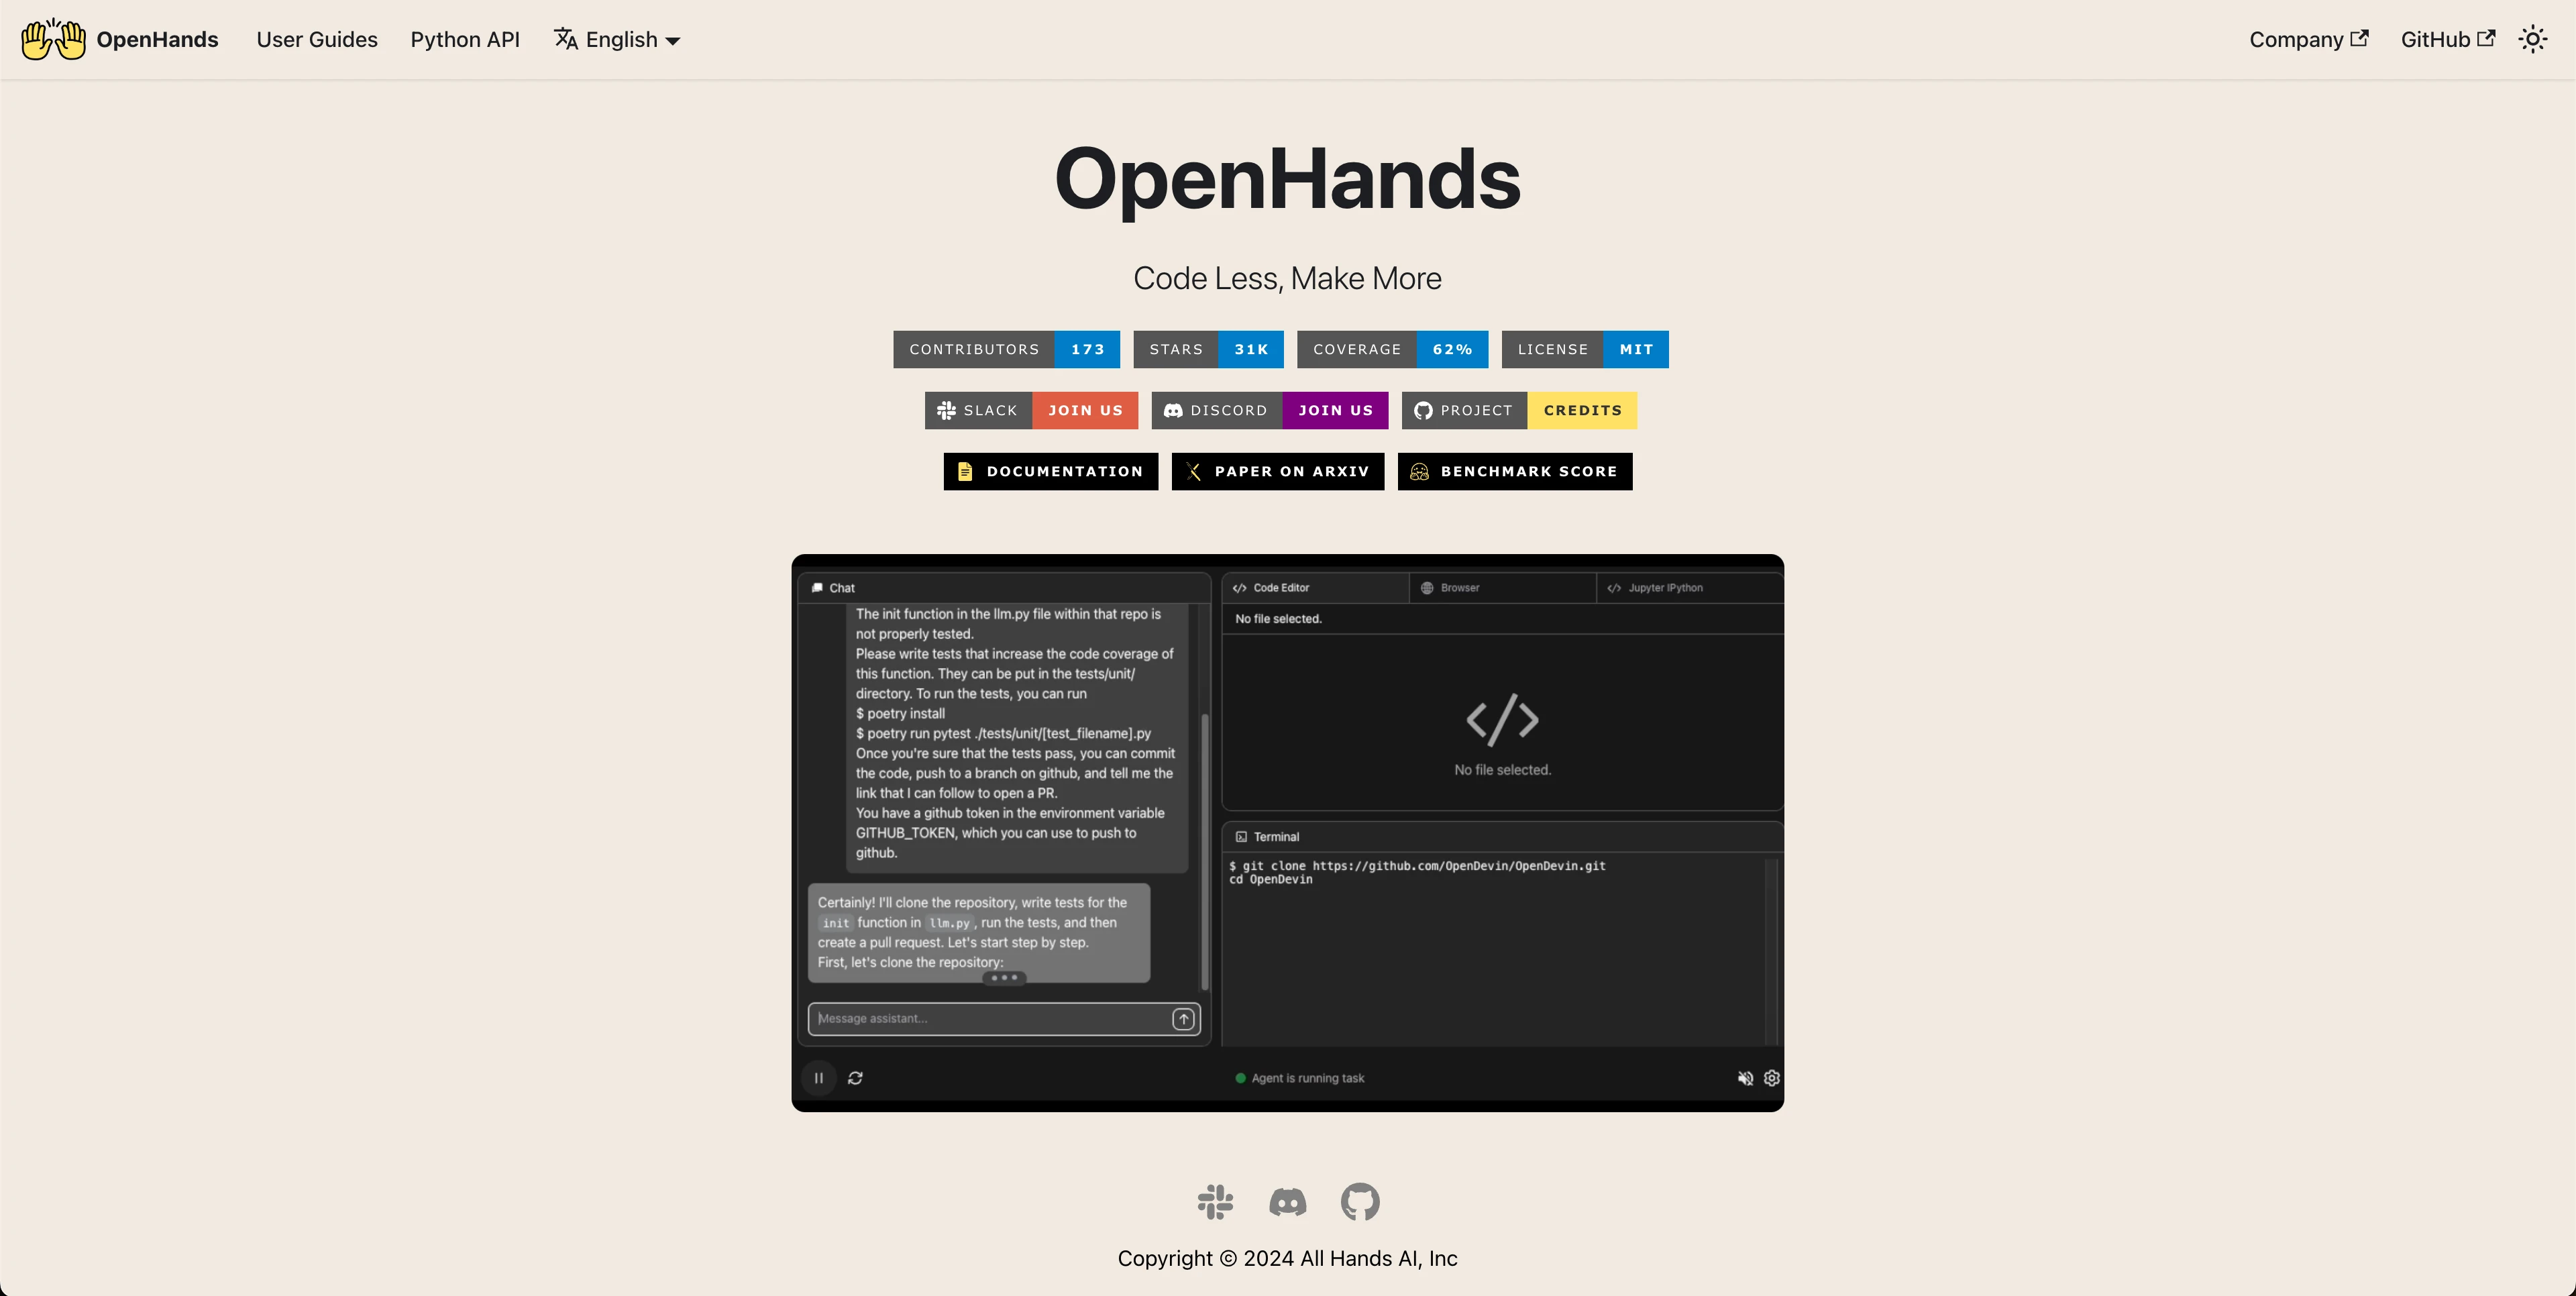 OpenHands User Guides Python API English Company GitHub
OpenHands
Code Less, Make More
CONTRIBUTORS 173 STARS 31K COVERAGE 62% LICENSE MIT
SLACK JOIN US DISCORD JOIN US PROJECT CREDITS
DOCUMENTATION PAPER ON ARXIV BENCHMARK SCORE
Chat
The init function in the llm.py file within that repo is
not properly tested.
Please write tests that increase the code coverage of
this function. They can be put in the tests/unit/
directory. To run the tests, you can run
$ poetry install
$ poetry run pytest ./tests/unit/[test_filename].py
Once you're sure that the tests pass, you can commit
the code, push to a branch on github, and tell me the
link that I can follow to open a PR.
You have a github token in the environment variable
GITHUB_TOKEN, which you can use to push to
github.
Certainly! I'll clone the repository, write tests for the
init function in llm.py, run the tests, and then
create a pull request. Let's start step by step.
First, let's clone the repository:
Message assistant...
Code Editor Browser Jupyter IPython
No file selected.
No file selected.
Terminal
$ git clone https://github.com/OpenDevin/OpenDevin.git
cd OpenDevin
Agent is running task
Copyright © 2024 All Hands AI, Inc